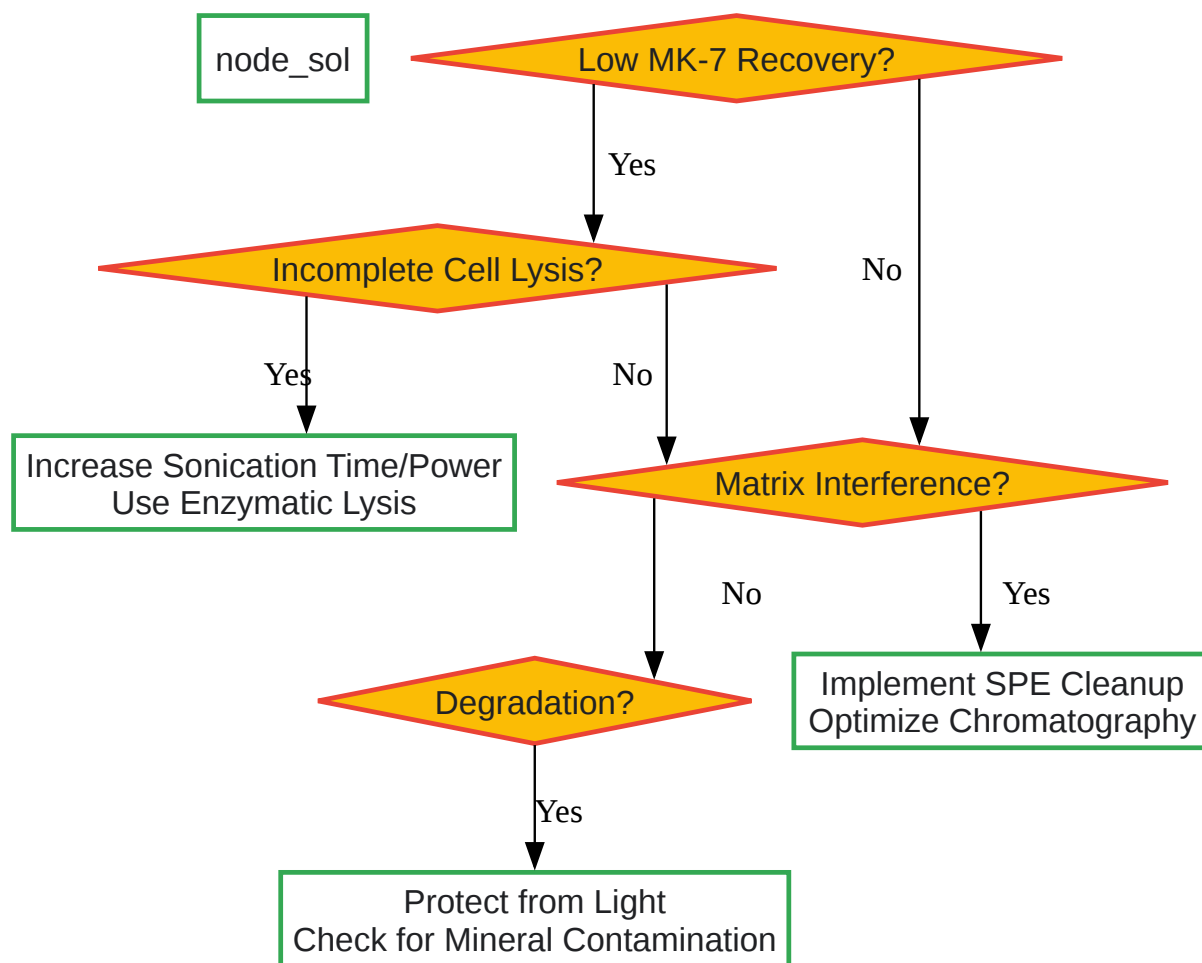 node_sol
Low MK-7 Recovery?
Yes
Incomplete Cell Lysis?
No
Yes
No
Increase Sonication Time/Power
Use Enzymatic Lysis
Matrix Interference?
No
Yes
Degradation?
Implement SPE Cleanup
Optimize Chromatography
Yes
Protect from Light
Check for Mineral Contamination